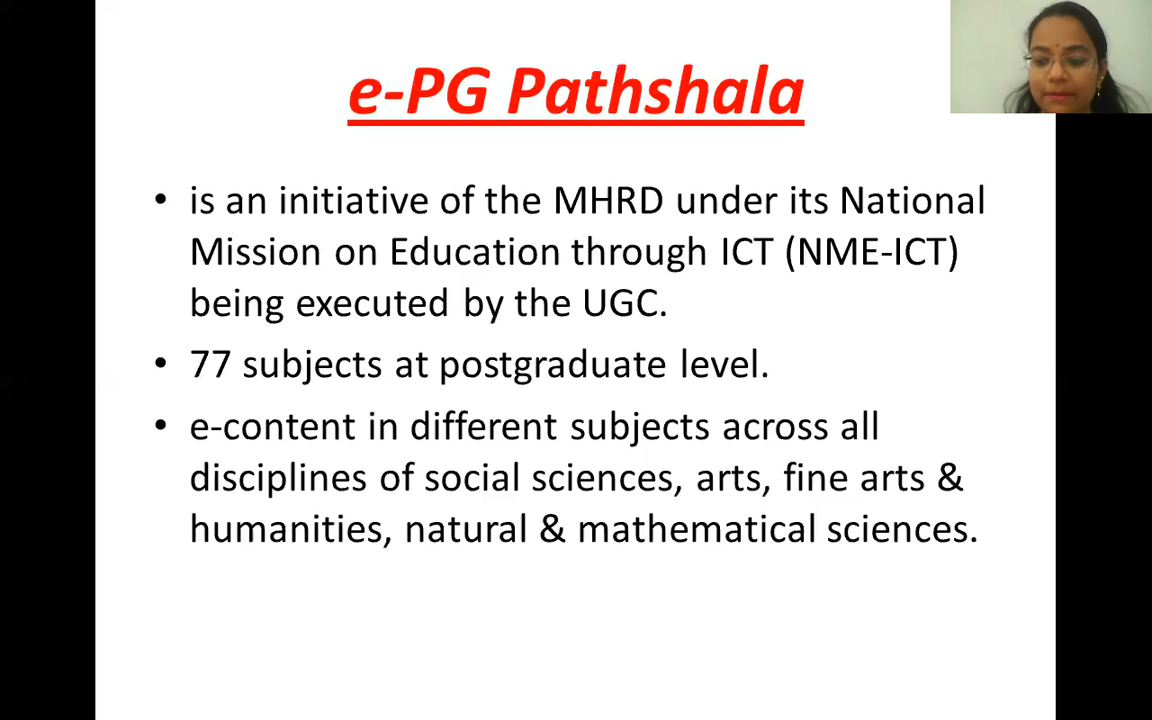 e-PG Pathshala
• is an initiative of the MHRD under its National
Mission on Education through ICT (NME-ICT)
being executed by the UGC.
• 77 subjects at postgraduate level.
• e-content in different subjects across all
disciplines of social sciences, arts, fine arts &
humanities, natural & mathematical sciences.